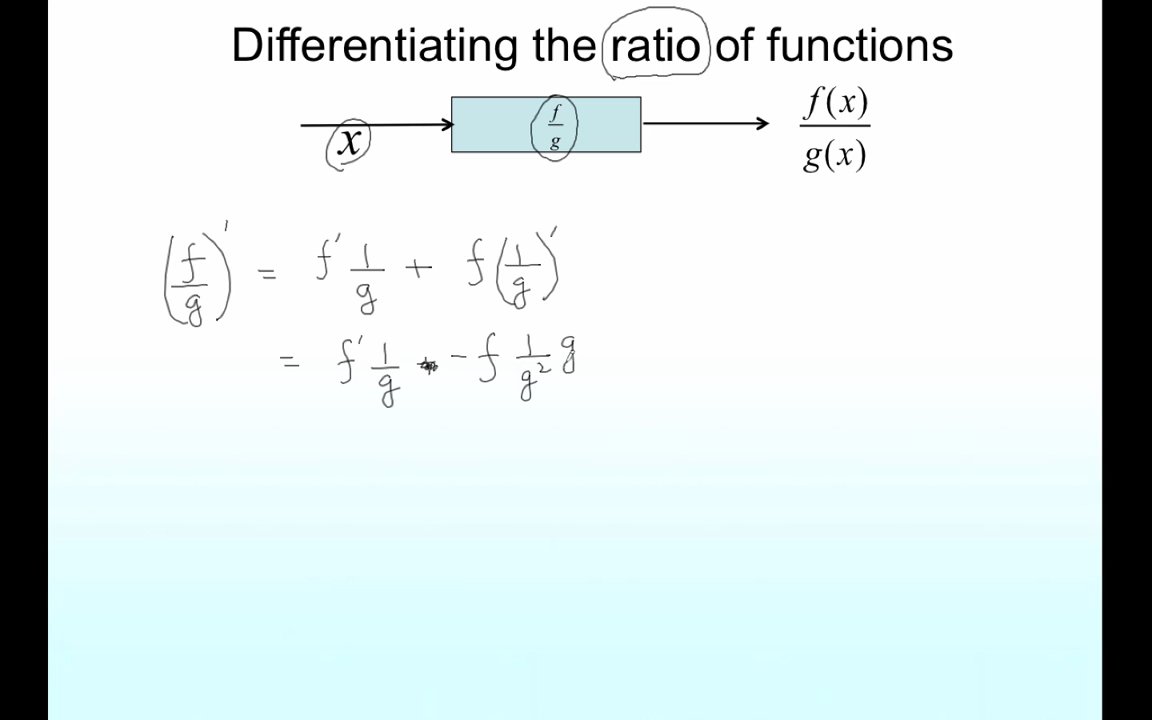 Differentiating the ratio of functions
x f/g f(x)/g(x)
(f/g)' = f' 1/g + f(1/g)'
= f' 1/g - f 1/g² g